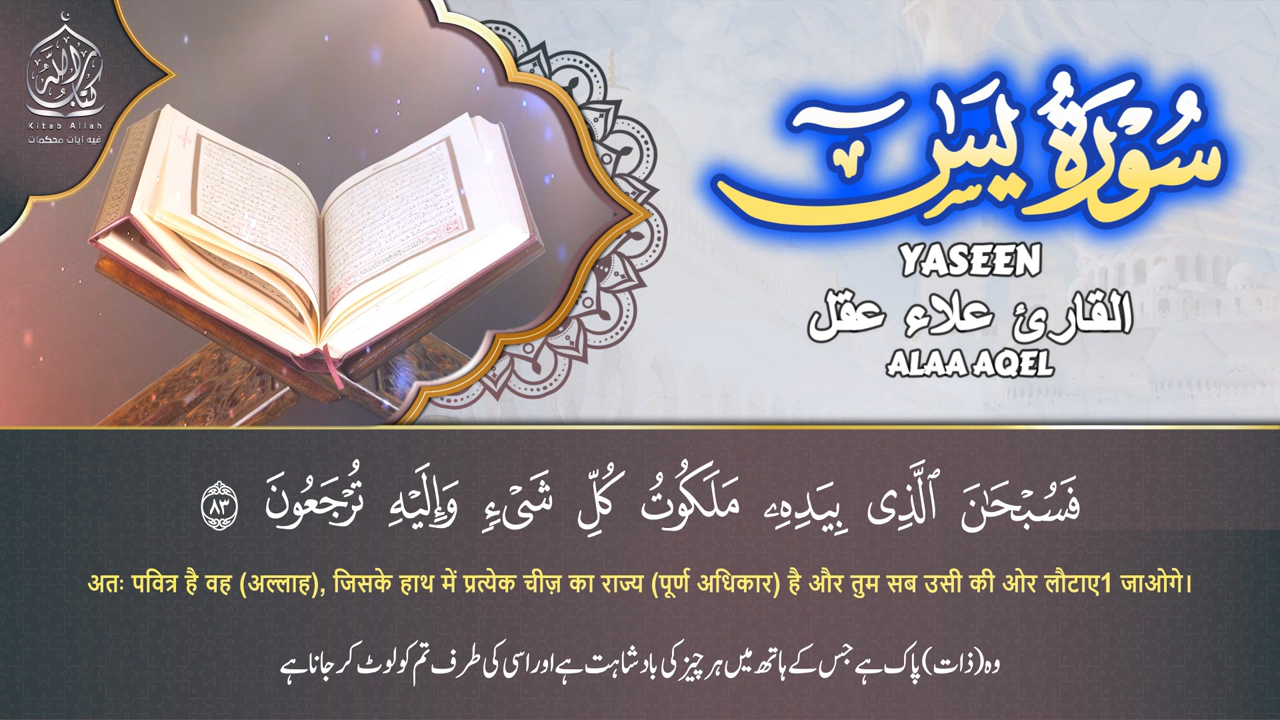 كتاب الله
Kitab Allah
فيه آيات محكمات
سُوْرَةُ يٰسٓ
YASEEN
القارئ علاء عقل
ALAA AQEL
فَسُبْحَٰنَ ٱلَّذِى بِيَدِهِۦ مَلَكُوتُ كُلِّ شَىْءٍ وَإِلَيْهِ تُرْجَعُونَ ٨٣
अतः पवित्र है वह (अल्लाह), जिसके हाथ में प्रत्येक चीज़ का राज्य (पूर्ण अधिकार) है और तुम सब उसी की ओर लौटाए1 जाओगे।
وہ (ذات) پاک ہے جس کے ہاتھ میں ہر چیز کی بادشاہت ہے اور اسی کی طرف تم کو لوٹ کر جانا ہے